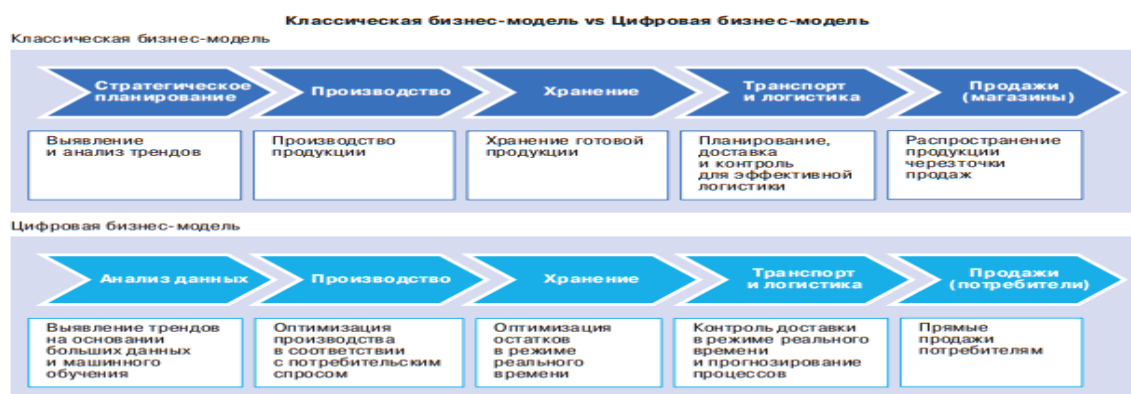 Классическая бизнес-модель vs Цифровая бизнес-модель
Классическая бизнес-модель
Стратегическое
планирование
Производство
Хранение
Транспорт
и логистика
Продажи
(магазины)
Выявление
и анализ трендов
Производство
продукции
Хранение готовой
продукции
Планирование,
доставка
и контроль
для эффективной
логистики
Распространение
продукции
через точки
продаж
Цифровая бизнес-модель
Анализ данных
Производство
Хранение
Транспорт
и логистика
Продажи
(потребители)
Выявление трендов
на основании
больших данных
и машинного
обучения
Оптимизация
производства
в соответствии
с потребительским
спросом
Оптимизация
остатков
в режиме
реального
времени
Контроль доставки
в режиме реального
времени
и прогнозирование
процессов
Прямые
продажи
потребителям